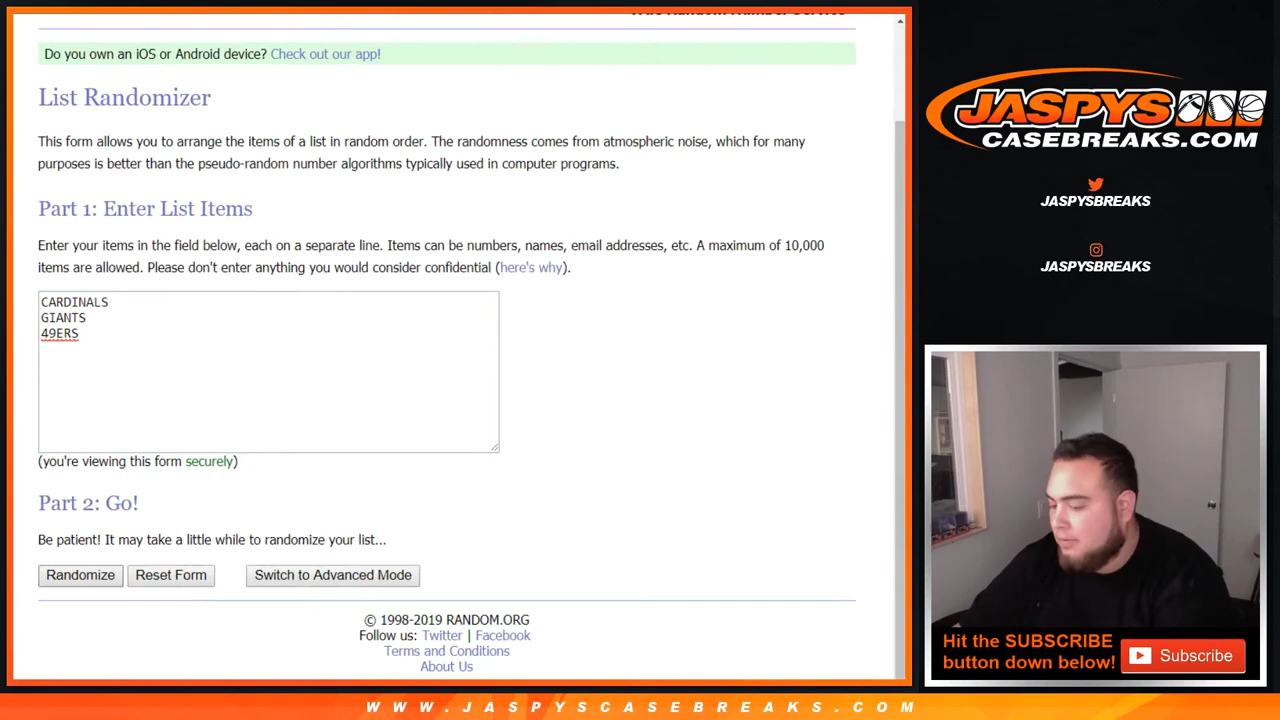 Do you own an iOS or Android device? Check out our app!
List Randomizer
This form allows you to arrange the items of a list in random order. The randomness comes from atmospheric noise, which for many
purposes is better than the pseudo-random number algorithms typically used in computer programs.
Part 1: Enter List Items
Enter your items in the field below, each on a separate line. Items can be numbers, names, email addresses, etc. A maximum of 10,000
items are allowed. Please don't enter anything you would consider confidential (here's why).
CARDINALS
GIANTS
49ERS
(you're viewing this form securely)
Part 2: Go!
Be patient! It may take a little while to randomize your list...
Randomize
Reset Form
Switch to Advanced Mode
© 1998-2019 RANDOM.ORG
Follow us: Twitter | Facebook
Terms and Conditions
About Us
JASPYS
CASEBREAKS.COM
JASPYSBREAKS
JASPYSBREAKS
Hit the SUBSCRIBE
button down below!
Subscribe
WWW.JASPYSCASEBREAKS.COM